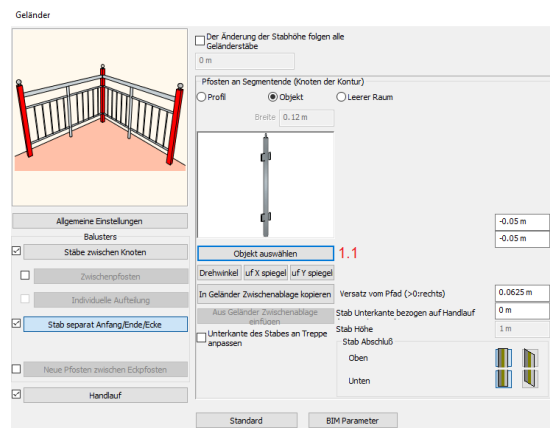 Geländer
Der Änderung der Stabhöhe folgen alle
Geländerstäbe
0 m
Pfosten an Segmentende (Knoten der Kontur)
Profil
Objekt
Leerer Raum
Breite 0.12 m
-0.05 m
-0.05 m
Objekt auswählen
1.1
Drehwinkel
uf X spiegel
uf Y spiegel
In Geländer Zwischenablage kopieren
Versatz vom Pfad (>0:rechts)
0.0625 m
Aus Geländer Zwischenablage
einfügen
Stab Unterkante bezogen auf Handlauf
0 m
Unterkante des Stabes an Treppe
anpassen
Stab Höhe
1 m
Stab Abschluß
Oben
Unten
Allgemeine Einstellungen
Balusters
Stäbe zwischen Knoten
Zwischenpfosten
Individuelle Aufteilung
Stab separat Anfang/Ende/Ecke
Neue Pfosten zwischen Eckpfosten
Handlauf
Standard
BIM Parameter